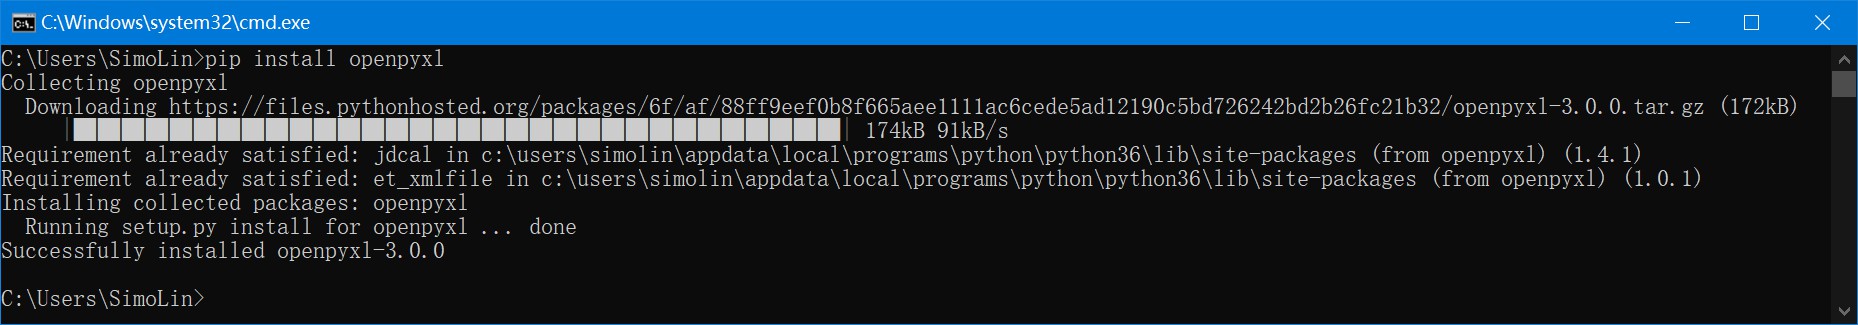 C:\Windows\system32\cmd.exe
C:\Users\SimoLin>pip install openpyxl
Collecting openpyxl
  Downloading https://files.pythonhosted.org/packages/6f/af/88ff9eef0b8f665aee1111ac6cede5ad12190c5bd726242bd2b26fc21b32/openpyxl-3.0.0.tar.gz (172kB)
174kB 91kB/s
Requirement already satisfied: jdcal in c:\users\simolin\appdata\local\programs\python\python36\lib\site-packages (from openpyxl) (1.4.1)
Requirement already satisfied: et_xmlfile in c:\users\simolin\appdata\local\programs\python\python36\lib\site-packages (from openpyxl) (1.0.1)
Installing collected packages: openpyxl
  Running setup.py install for openpyxl ... done
Successfully installed openpyxl-3.0.0
C:\Users\SimoLin>